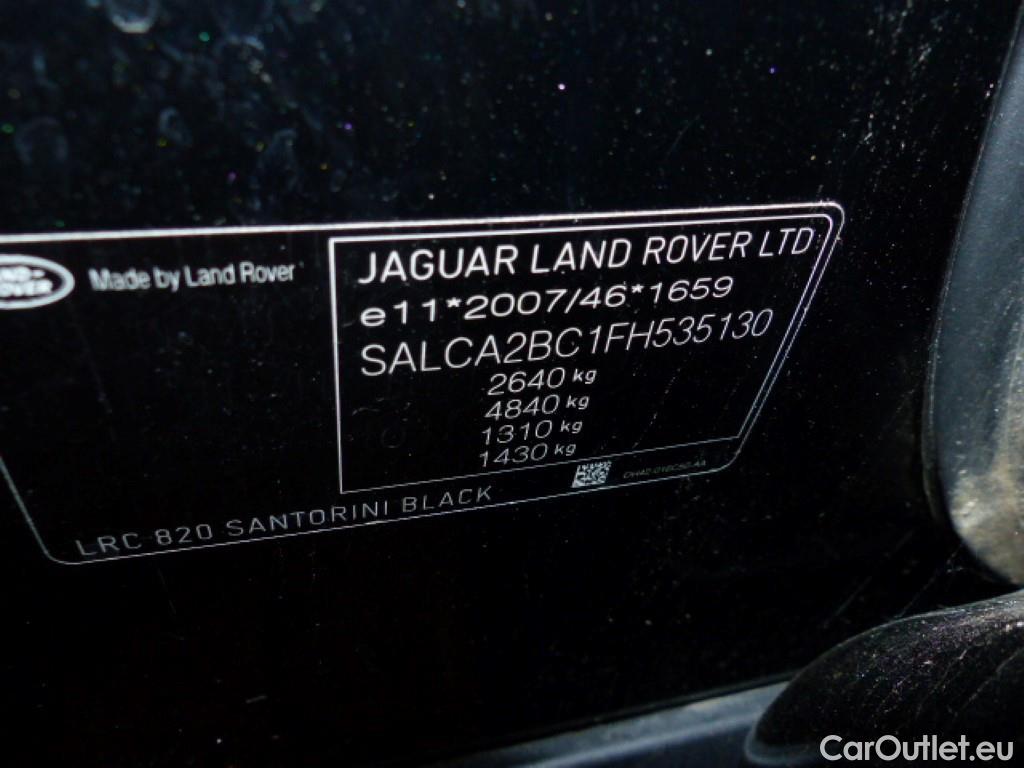 Made by Land Rover
JAGUAR LAND ROVER LTD
e11*2007/46*1659
SALCA2BC1FH535130
2640 kg
4840 kg
1310 kg
1430 kg
LRC 820 SANTORINI BLACK
CarOutlet.eu